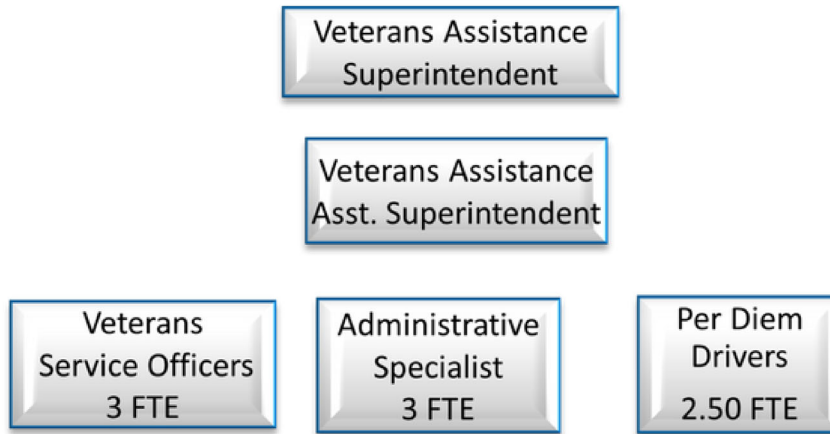 Veterans Assistance
Superintendent
Veterans Assistance
Asst. Superintendent
Veterans
Service Officers
3 FTE
Administrative
Specialist
3 FTE
Per Diem
Drivers
2.50 FTE